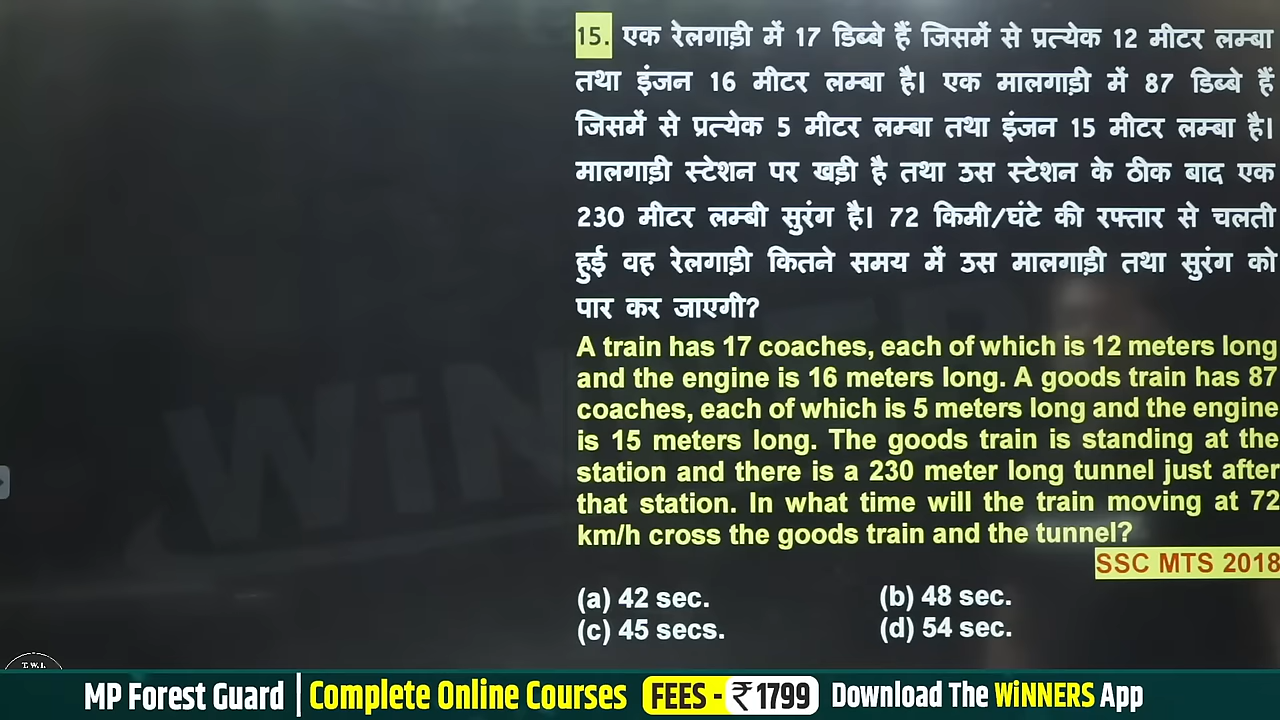 15. एक रेलगाड़ी में 17 डिब्बे हैं जिसमें से प्रत्येक 12 मीटर लम्बा
तथा इंजन 16 मीटर लम्बा है। एक मालगाड़ी में 87 डिब्बे हैं
जिसमें से प्रत्येक 5 मीटर लम्बा तथा इंजन 15 मीटर लम्बा है।
मालगाड़ी स्टेशन पर खड़ी है तथा उस स्टेशन के ठीक बाद एक
230 मीटर लम्बी सुरंग है। 72 किमी/घंटे की रफ्तार से चलती
हुई वह रेलगाड़ी कितने समय में उस मालगाड़ी तथा सुरंग को
पार कर जाएगी?
A train has 17 coaches, each of which is 12 meters long
and the engine is 16 meters long. A goods train has 87
coaches, each of which is 5 meters long and the engine
is 15 meters long. The goods train is standing at the
station and there is a 230 meter long tunnel just after
that station. In what time will the train moving at 72
km/h cross the goods train and the tunnel?
SSC MTS 2018
(a) 42 sec. (b) 48 sec.
(c) 45 secs. (d) 54 sec.
T.W.I.
MP Forest Guard | Complete Online Courses FEES - ₹1799 Download The WiNNERS App